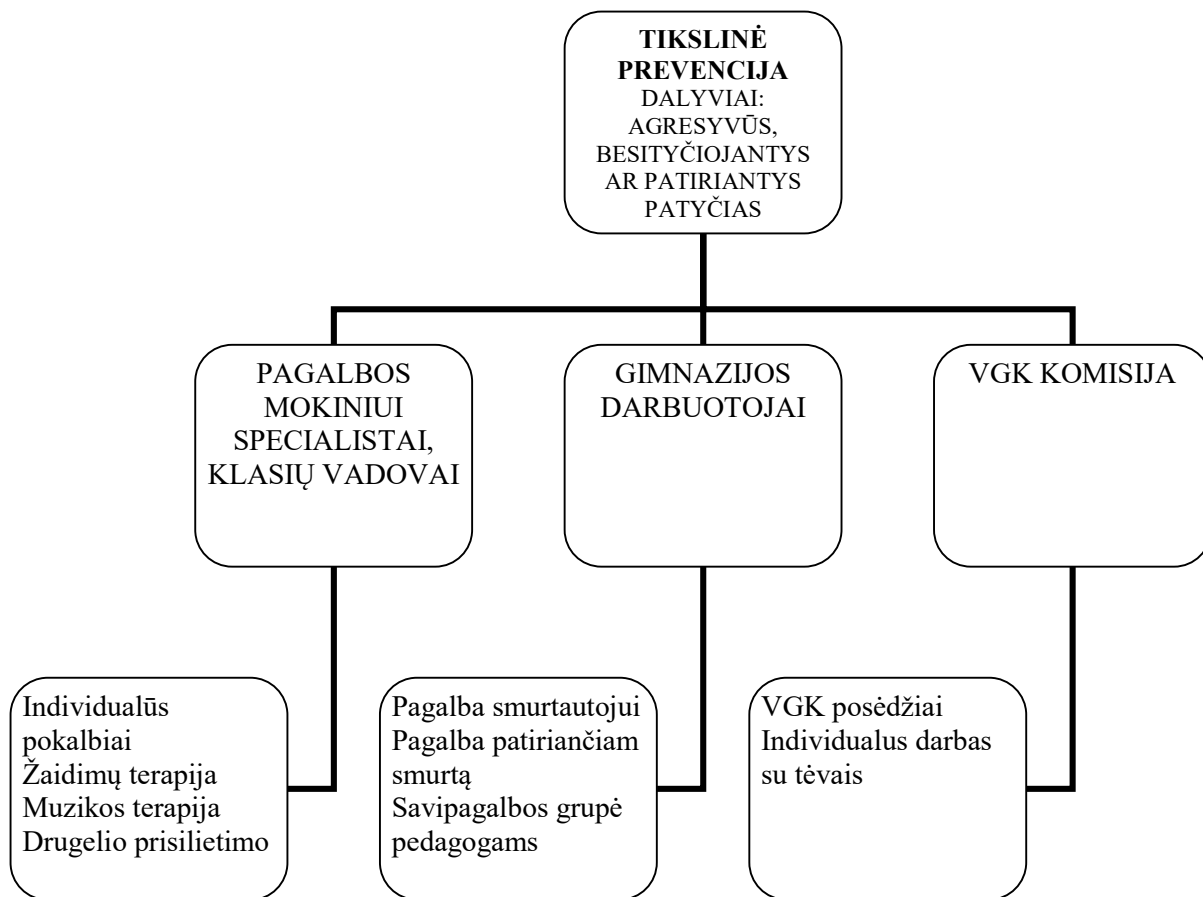 TIKSLINĖ
PREVENCIJA
DALYVIAI:
AGRESYVŪS,
BESITYČIOJANTYS
AR PATIRIANTYS
PATYČIAS
PAGALBOS
MOKINIUI
SPECIALISTAI,
KLASIŲ VADOVAI
GIMNAZIJOS
DARBUOTOJAI
VGK KOMISIJA
Individualūs
pokalbiai
Žaidimų terapija
Muzikos terapija
Drugelio prisilietimo
Pagalba smurtautojui
Pagalba patiriančiam
smurtą
Savipagalbos grupė
pedagogams
VGK posėdžiai
Individualus darbas
su tėvais